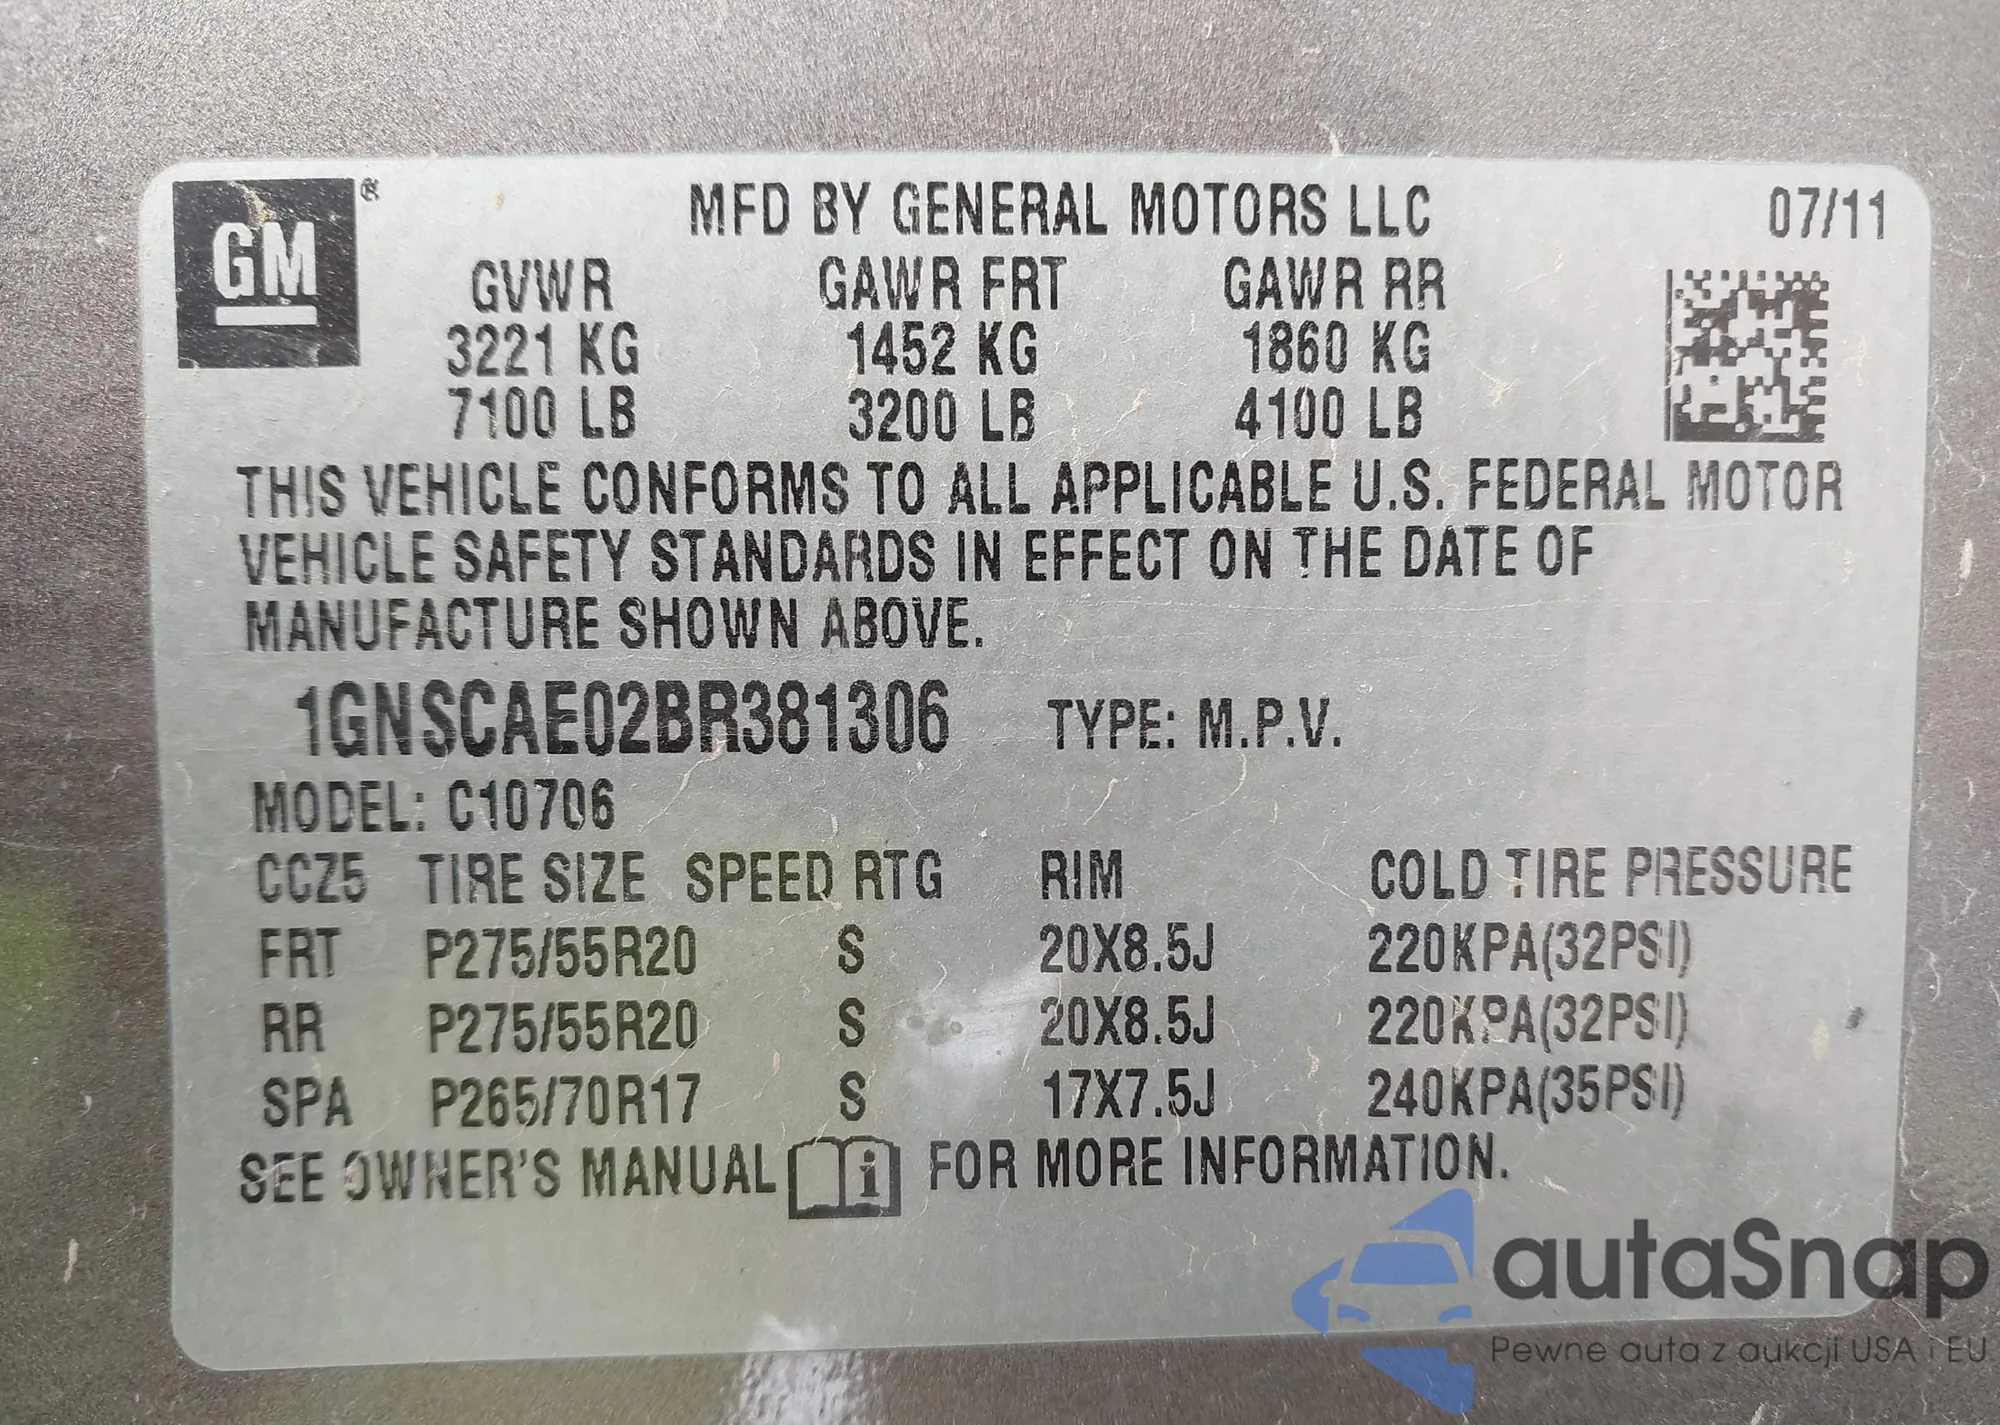 GM ®
MFD BY GENERAL MOTORS LLC 07/11
GVWR GAWR FRT GAWR RR
3221 KG 1452 KG 1860 KG
7100 LB 3200 LB 4100 LB
THIS VEHICLE CONFORMS TO ALL APPLICABLE U.S. FEDERAL MOTOR
VEHICLE SAFETY STANDARDS IN EFFECT ON THE DATE OF
MANUFACTURE SHOWN ABOVE.
1GNSCAE02BR381306 TYPE: M.P.V.
MODEL: C10706
CCZ5 TIRE SIZE SPEED RTG RIM COLD TIRE PRESSURE
FRT P275/55R20 S 20X8.5J 220KPA(32PSI)
RR P275/55R20 S 20X8.5J 220KPA(32PSI)
SPA P265/70R17 S 17X7.5J 240KPA(35PSI)
SEE OWNER'S MANUAL i FOR MORE INFORMATION.
autaSnap
Pewne auta z aukcji USA i EU